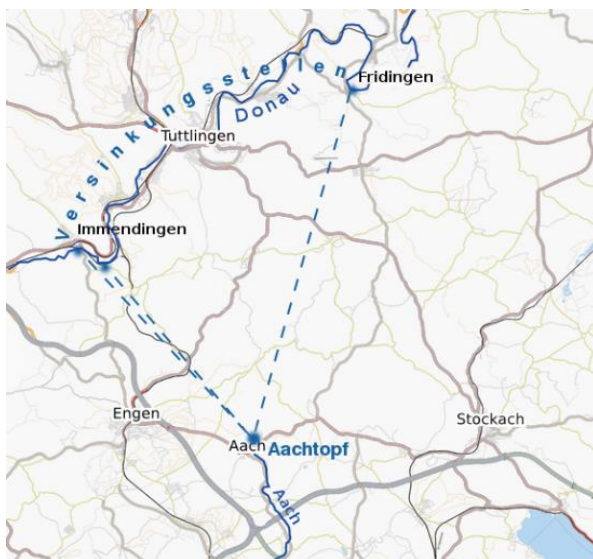 Versinkungsstellen
Fridingen
Donau
Tuttlingen
Immendingen
Engen
Stockach
Aach
Aachtopf
Aach